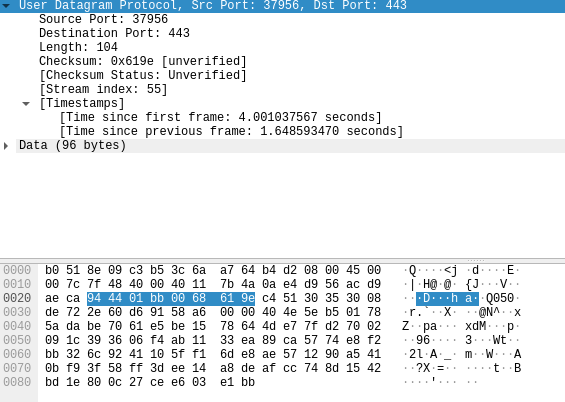 User Datagram Protocol, Src Port: 37956, Dst Port: 443
Source Port: 37956
Destination Port: 443
Length: 104
Checksum: 0x619e [unverified]
[Checksum Status: Unverified]
[Stream index: 55]
[Timestamps]
[Time since first frame: 4.001037567 seconds]
[Time since previous frame: 1.648593470 seconds]
Data (96 bytes)
0000 b0 51 8e 09 c3 b5 3c 6a a7 64 b4 d2 08 00 45 00 ·Q····<j ·d····E·
0010 00 7c 7f 48 40 00 40 11 7b 4a 0a e4 d9 56 ac d9 ·|·H@·@· {J···V··
0020 ae ca 94 44 01 bb 00 68 61 9e c4 51 30 35 30 08 ···D···h a··Q050·
0030 de 72 2e 60 d6 91 58 a6 00 00 40 4e 5e b5 01 78 ·r.`··X· ··@N^··x
0040 5a da be 70 61 e5 be 15 78 64 4d e7 7f d2 70 02 Z··pa··· xdM···p·
0050 09 1c 39 36 06 f4 ab 11 33 ea 89 ca 57 74 e8 f2 ··96···· 3···Wt··
0060 bb 32 6c 92 41 10 5f f1 6d e8 ae 57 12 90 a5 41 ·2l·A·_· m··W···A
0070 0b f9 3f 58 ff 3d ee 14 a8 de af cc 74 8d 15 42 ··?X·=·· ····t··B
0080 bd 1e 80 0c 27 ce e6 03 e1 bb ····'··· ··